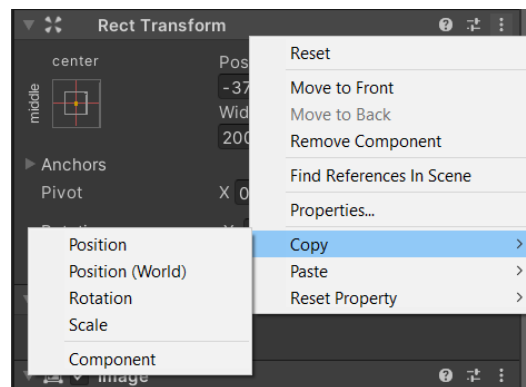 Rect Transform
center
middle
Pos
-37
Wid
200
Anchors
Pivot X 0
Reset
Move to Front
Move to Back
Remove Component
Find References In Scene
Properties...
Copy
Paste
Reset Property
Position
Position (World)
Rotation
Scale
Component
Image